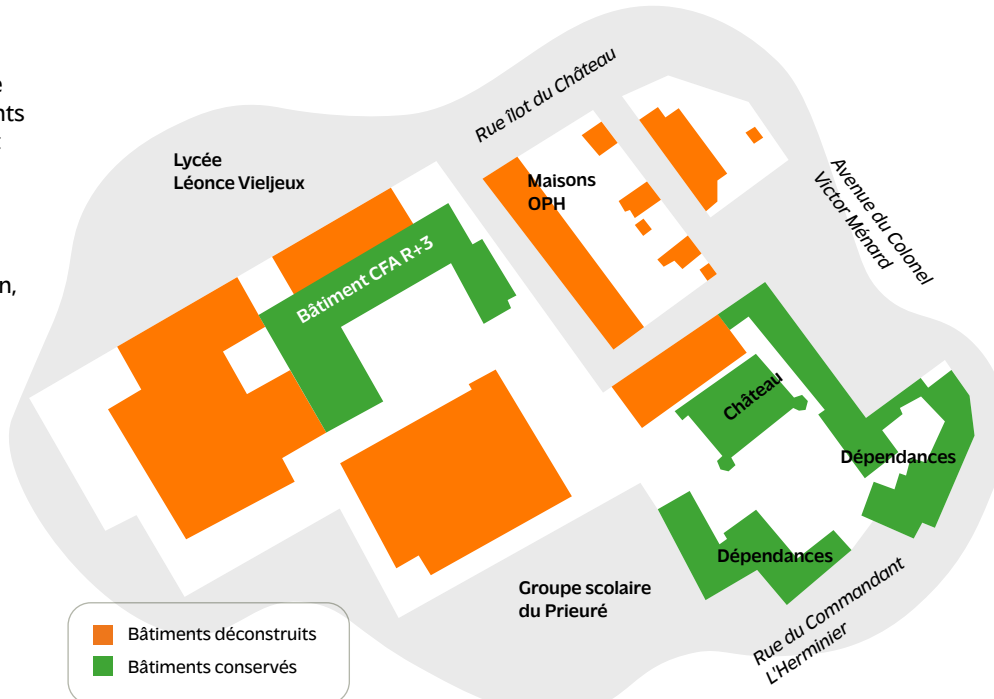 Rue îlot du Château
Lycée
Léonce Vieljeux
Maisons
OPH
Avenue du Colonel
Victor Ménard
Bâtiment CFA R+3
Château
Dépendances
Dépendances
Groupe scolaire
du Prieuré
Rue du Commandant
L'Herminier
Bâtiments déconstruits
Bâtiments conservés